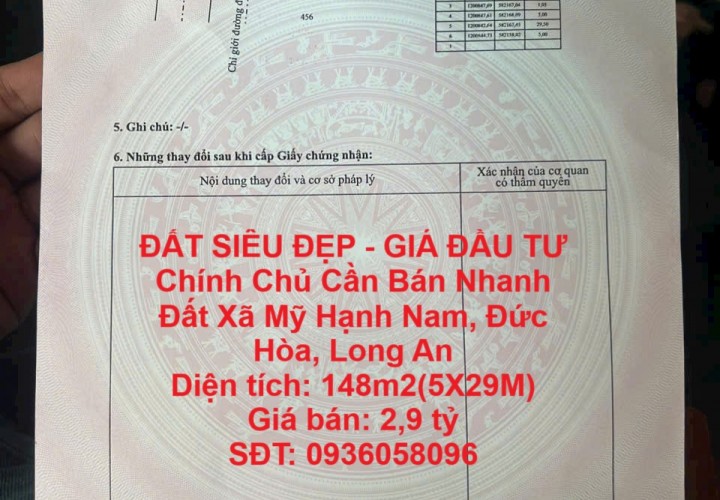 Chỉ giới đường đ
456
5. Ghi chú: -/-
6. Những thay đổi sau khi cấp Giấy chứng nhận:
Nội dung thay đổi và cơ sở pháp lý
Xác nhận của cơ quan
có thẩm quyền
ĐẤT SIÊU ĐẸP - GIÁ ĐẦU TƯ
Chính Chủ Cần Bán Nhanh
Đất Xã Mỹ Hạnh Nam, Đức
Hòa, Long An
Diện tích: 148m2(5X29M)
Giá bán: 2,9 tỷ
SĐT: 0936058096